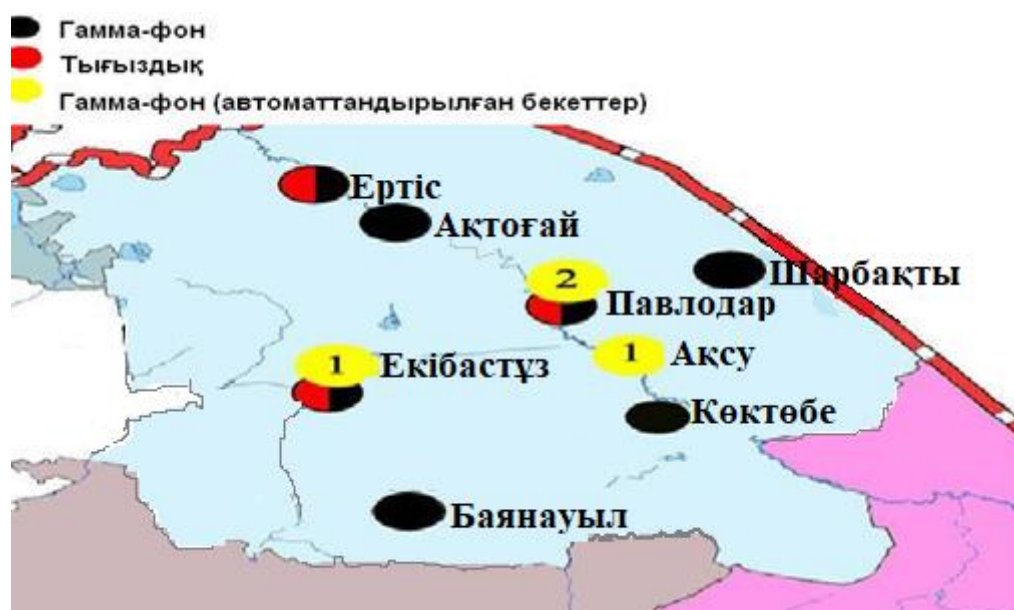 Гамма-фон
Тығыздық
Гамма-фон (автоматтандырылған бекеттер)
Ертіс
Ақтоғай
Шарбақты
2
Павлодар
1
Ақсу
1
Екібастұз
Көктөбе
Баянауыл